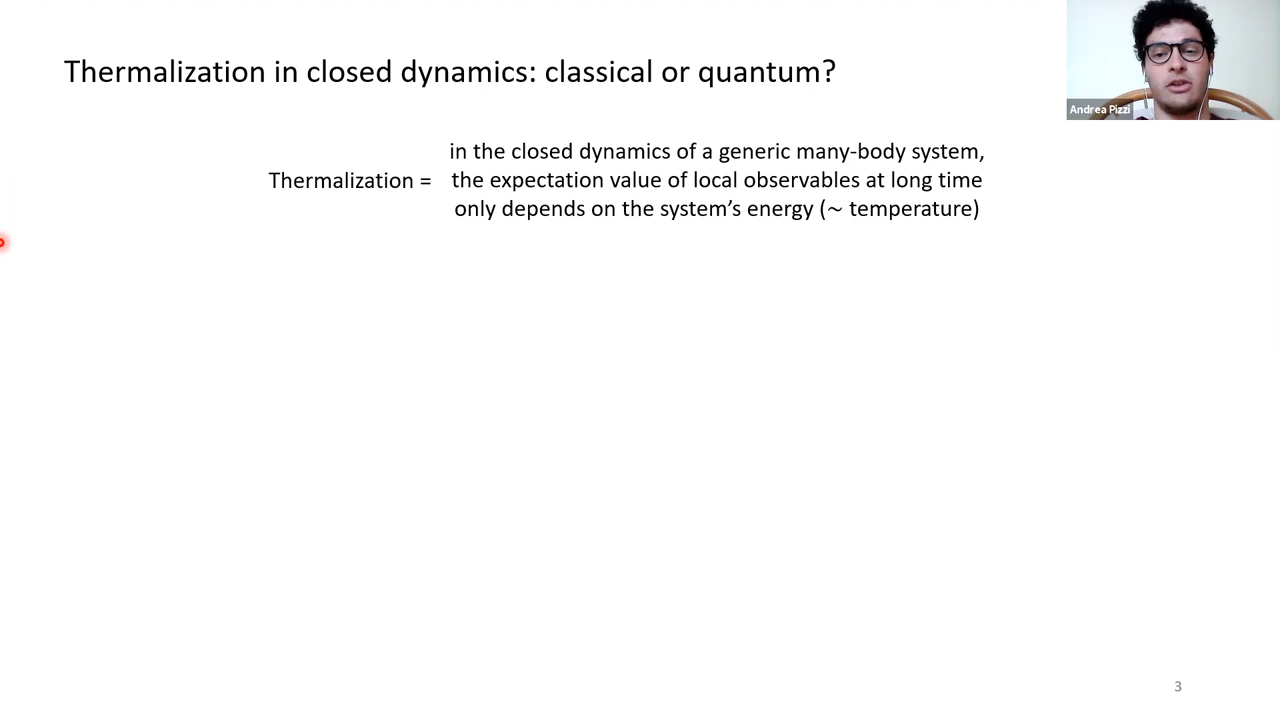 Thermalization in closed dynamics: classical or quantum?
Andrea Pizzi
in the closed dynamics of a generic many-body system,
Thermalization = the expectation value of local observables at long time
only depends on the system's energy (~ temperature)
3